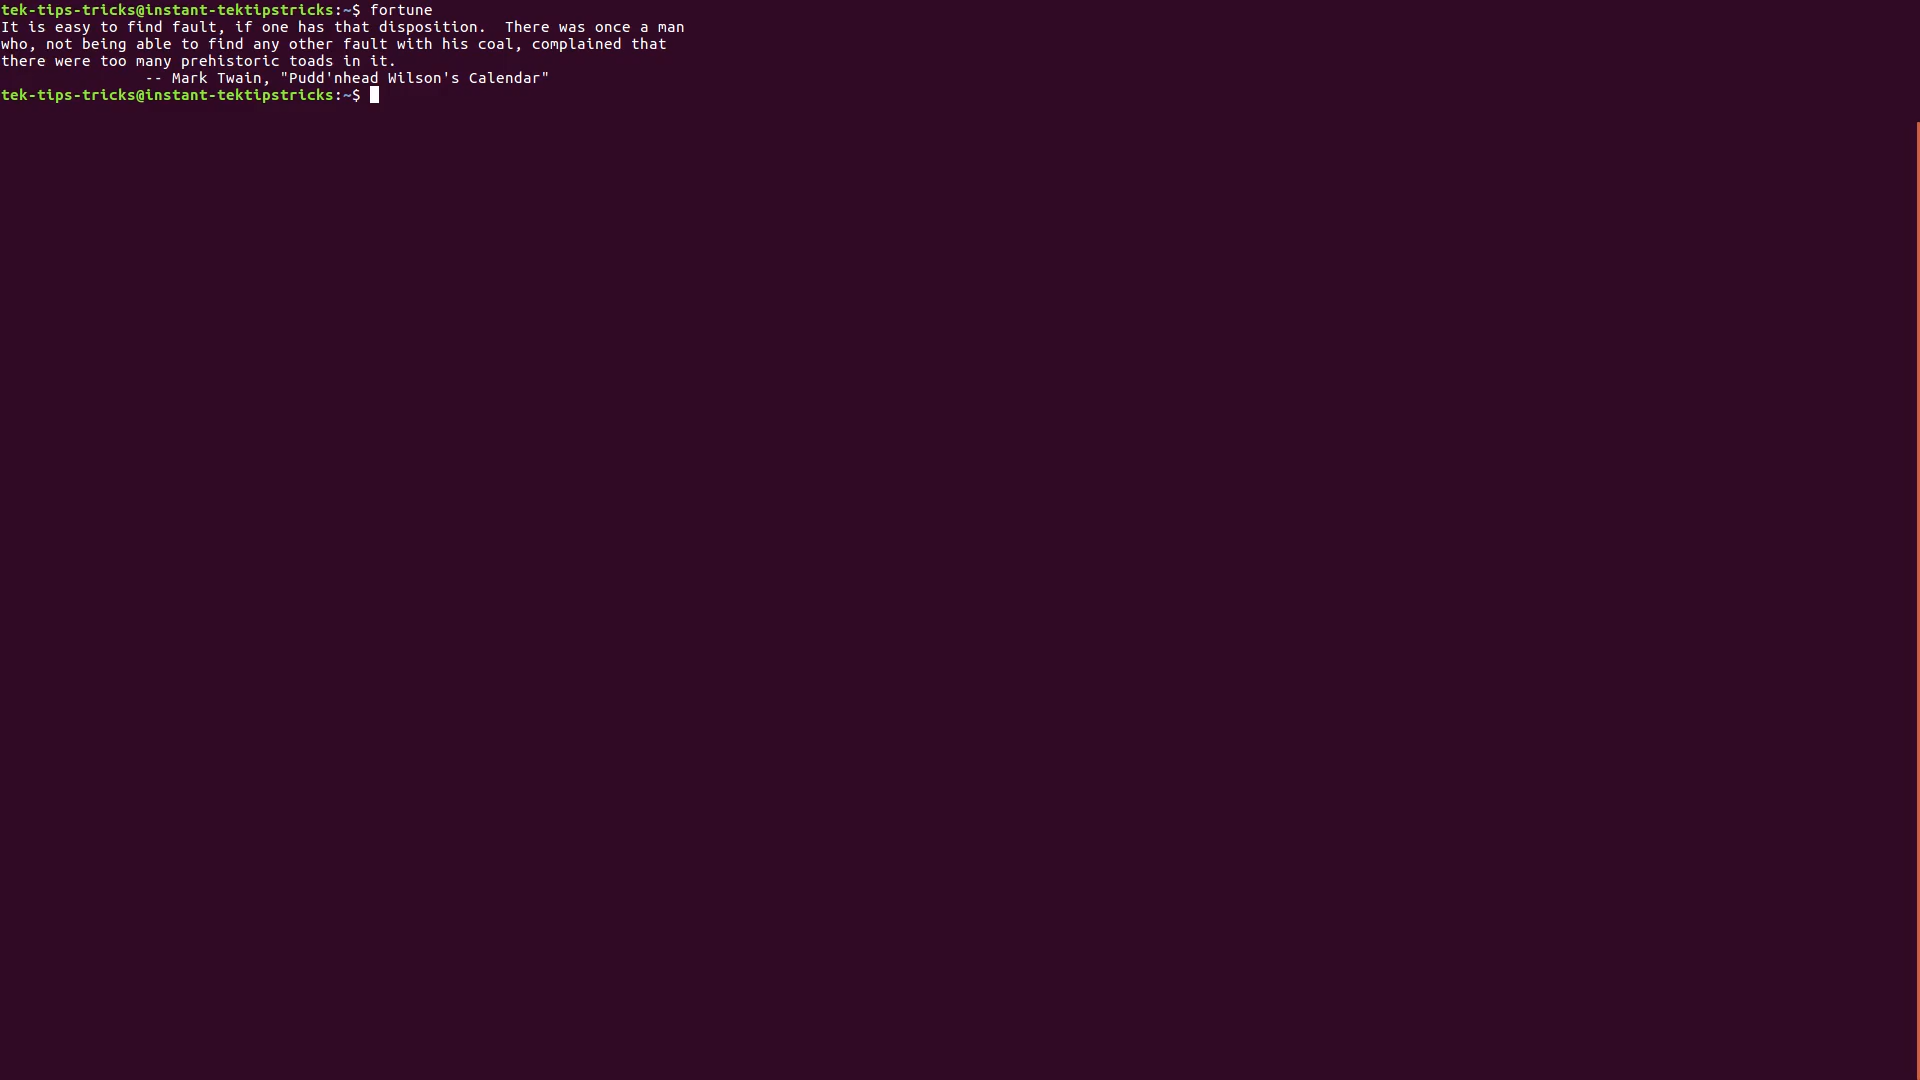 tek-tips-tricks@instant-tektipstricks:~$ fortune
It is easy to find fault, if one has that disposition.  There was once a man
who, not being able to find any other fault with his coal, complained that
there were too many prehistoric toads in it.
                -- Mark Twain, "Pudd'nhead Wilson's Calendar"
tek-tips-tricks@instant-tektipstricks:~$